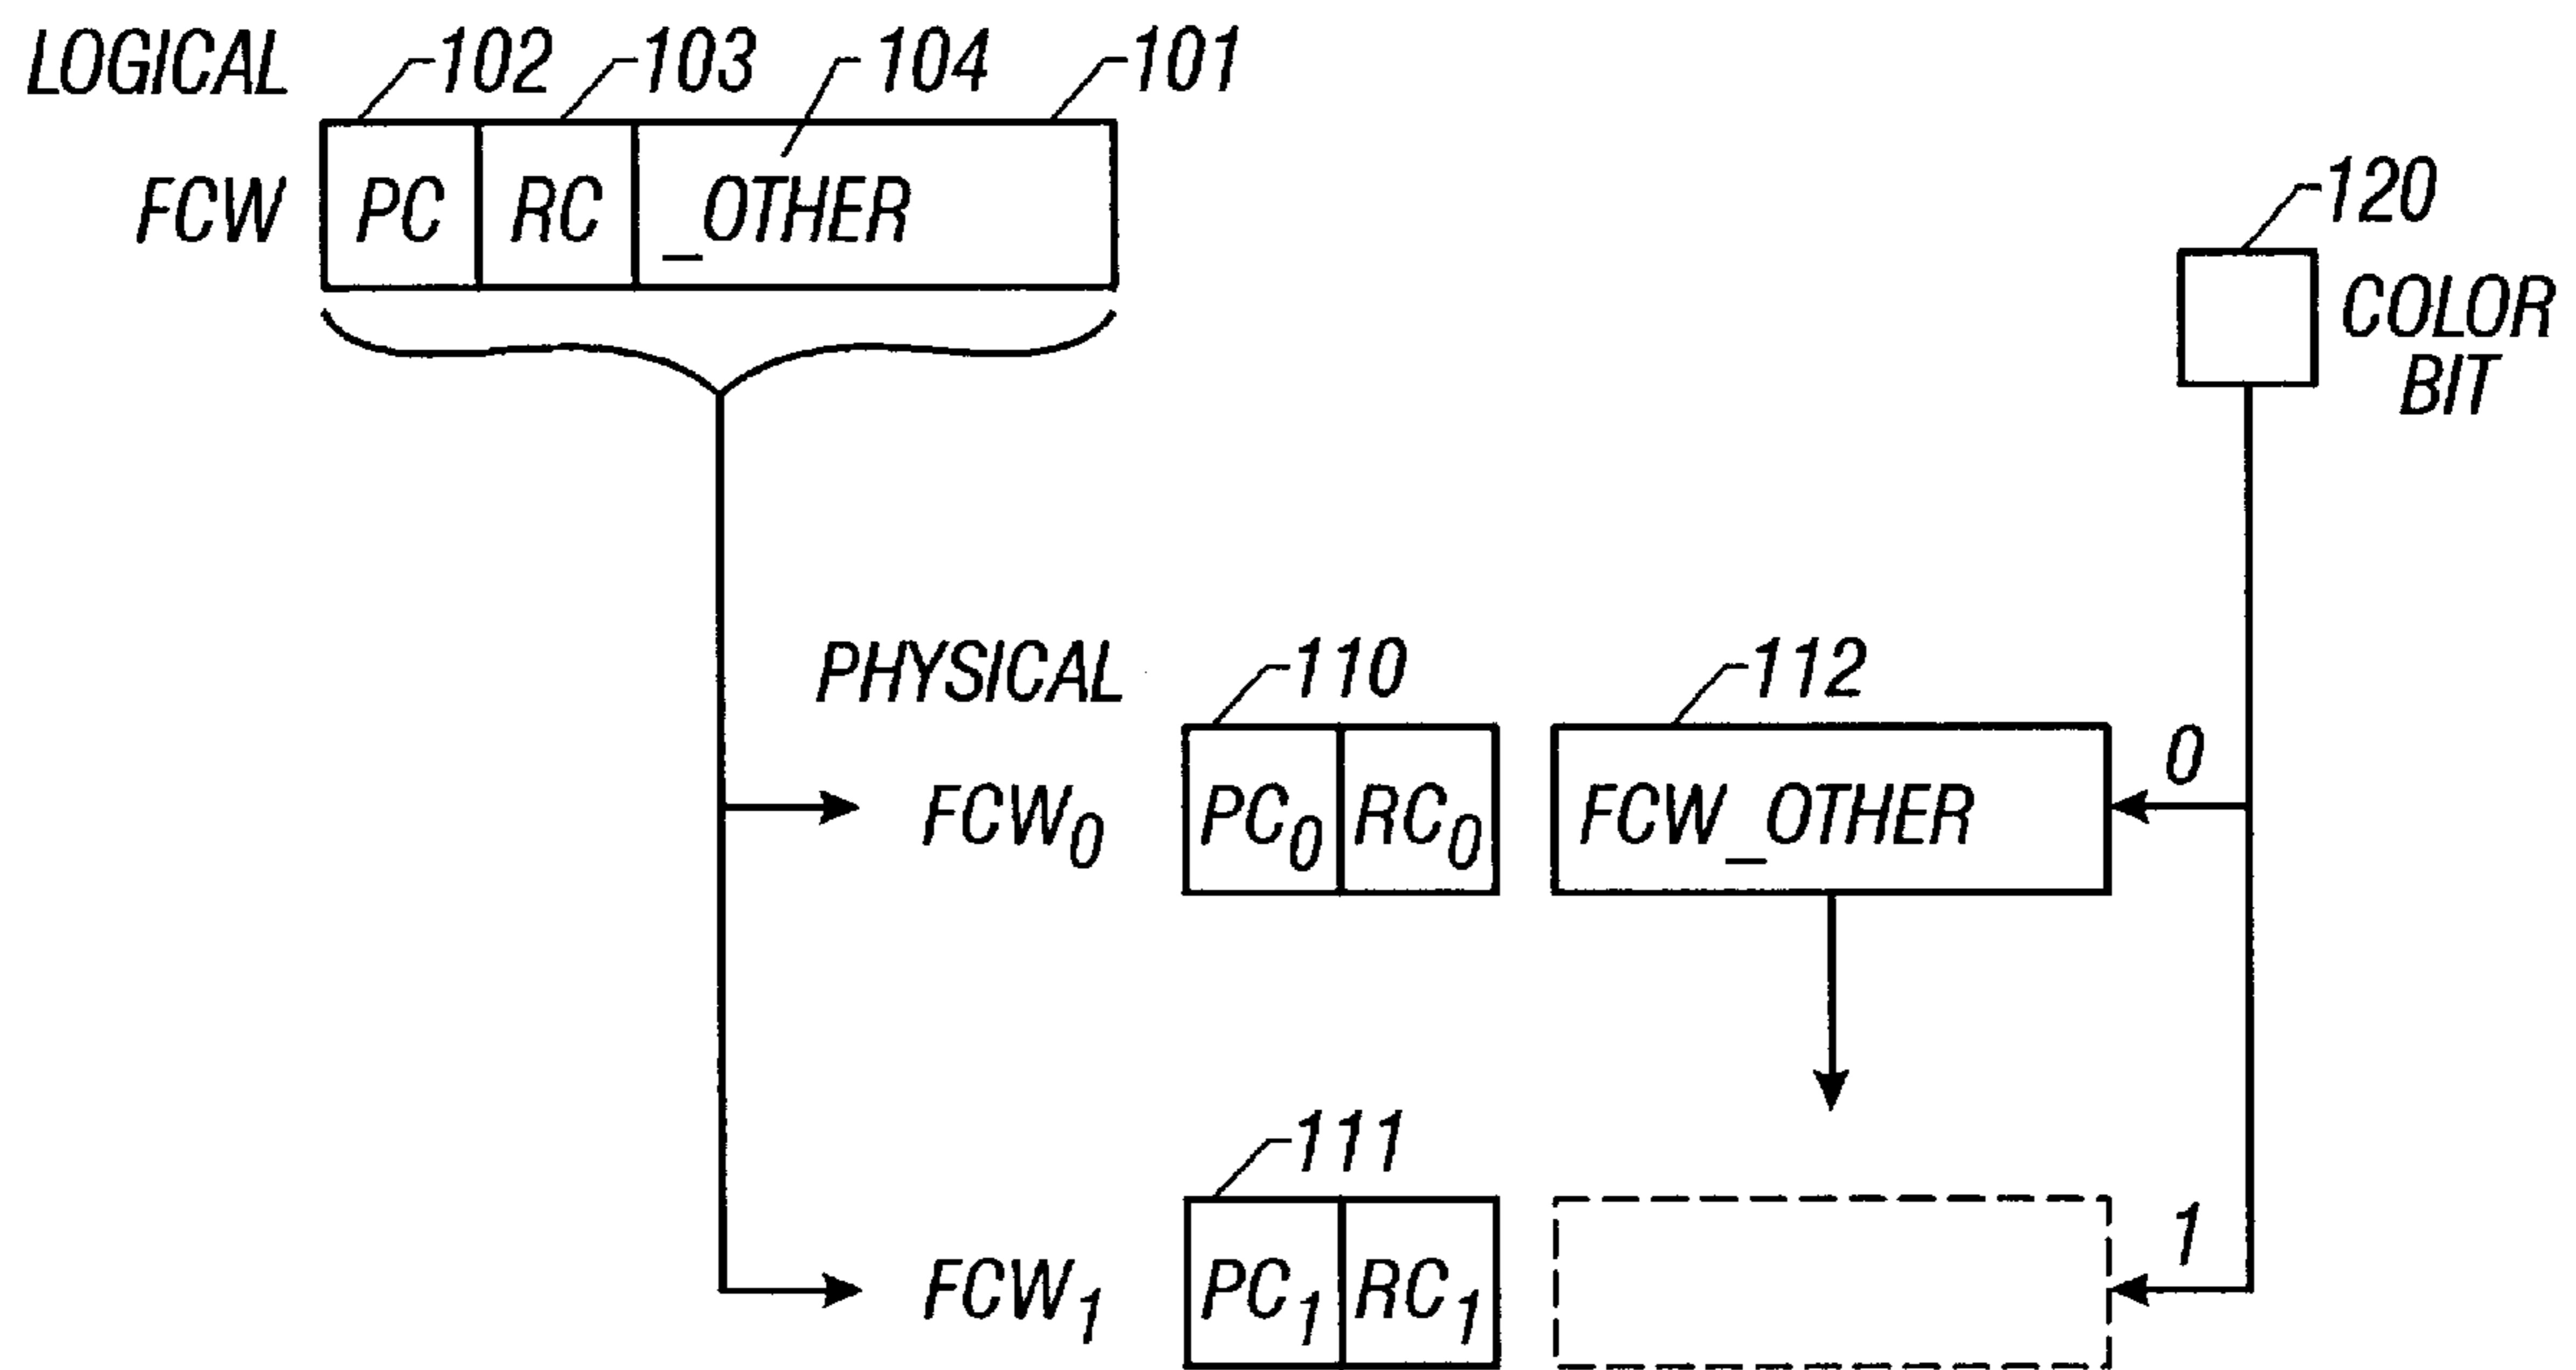 LOGICAL
102 103 104 101
FCW PC RC _OTHER
120
COLOR
BIT
PHYSICAL
110 112
FCW0 PC0 RC0 FCW_OTHER 0
111
FCW1 PC1 RC1 1